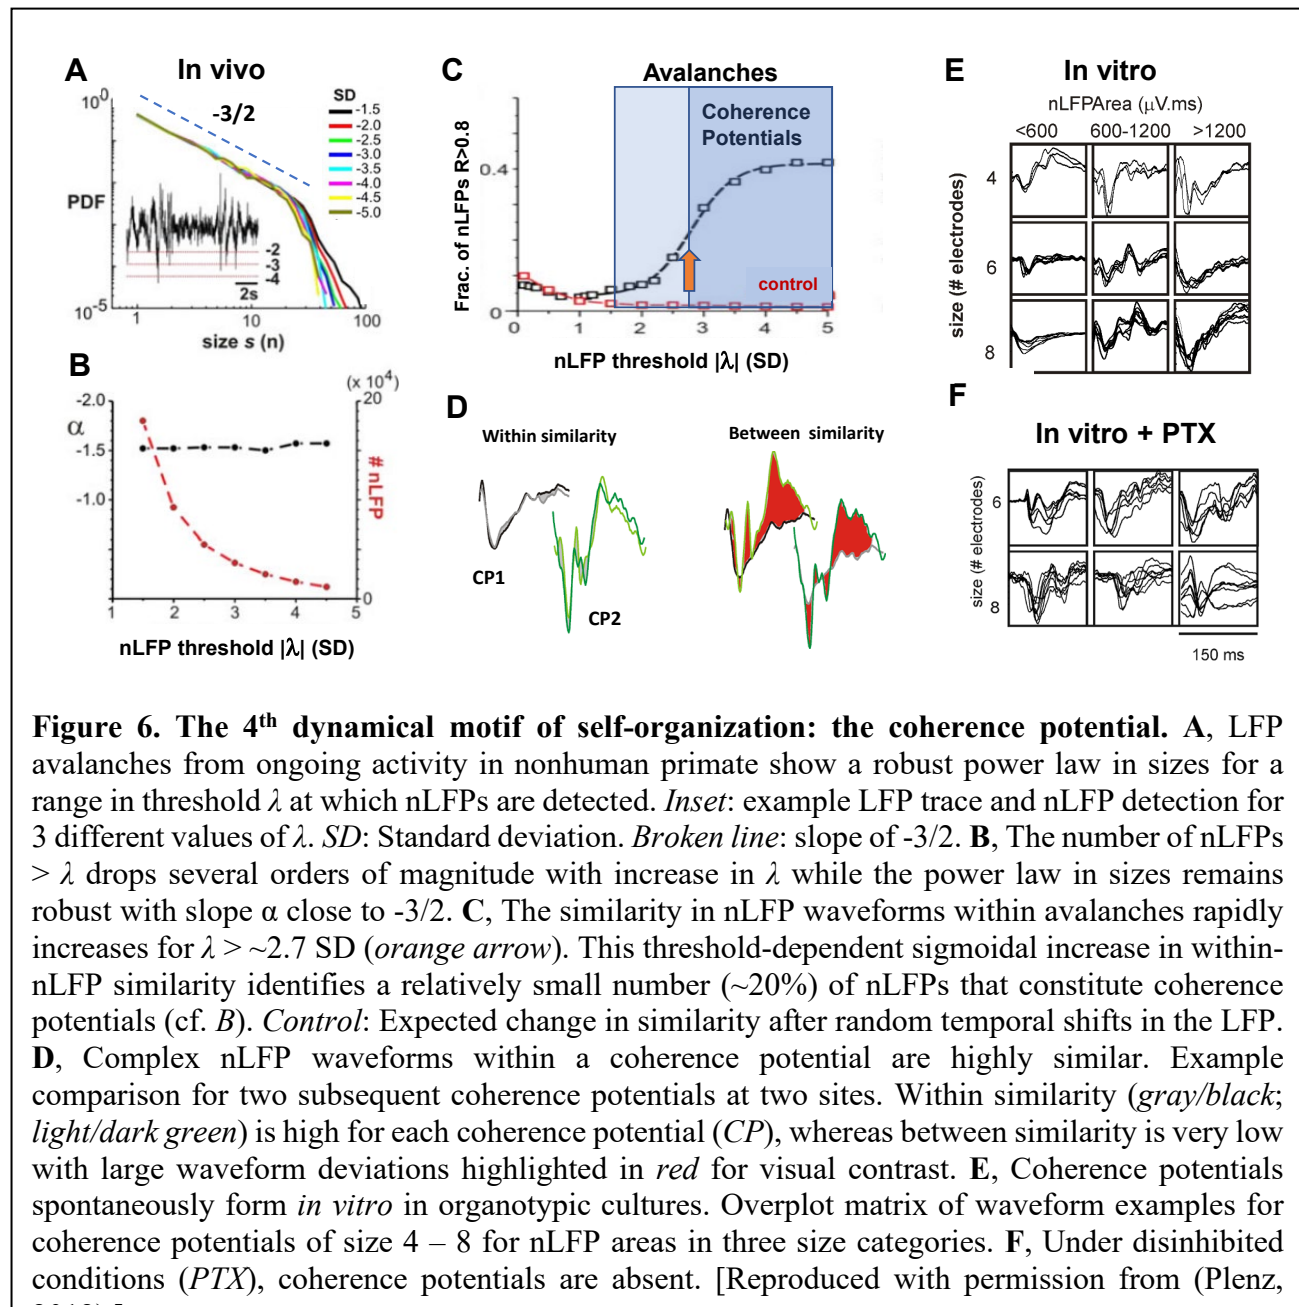 A
In vivo
10^0
-3/2
SD
-1.5
-2.0
-2.5
-3.0
-3.5
-4.0
-4.5
-5.0
PDF
-2
-3
-4
2s
10^-5
1
10
100
size s (n)
B
(x 10^4)
-2.0
-1.5
-1.0
α
20
0
# nLFP
1
2
3
4
5
nLFP threshold |λ| (SD)
C
Avalanches
Coherence
Potentials
Frac. of nLFPs R>0.8
0.4
0
control
0
1
2
3
4
5
nLFP threshold |λ| (SD)
D
Within similarity
Between similarity
CP1
CP2
E
In vitro
nLFPArea (μV.ms)
<600
600-1200
>1200
size (# electrodes)
4
6
8
F
In vitro + PTX
size (# electrodes)
6
8
150 ms
Figure 6. The 4th dynamical motif of self-organization: the coherence potential. A, LFP
avalanches from ongoing activity in nonhuman primate show a robust power law in sizes for a
range in threshold λ at which nLFPs are detected. Inset: example LFP trace and nLFP detection for
3 different values of λ. SD: Standard deviation. Broken line: slope of -3/2. B, The number of nLFPs
> λ drops several orders of magnitude with increase in λ while the power law in sizes remains
robust with slope α close to -3/2. C, The similarity in nLFP waveforms within avalanches rapidly
increases for λ > ~2.7 SD (orange arrow). This threshold-dependent sigmoidal increase in within-
nLFP similarity identifies a relatively small number (~20%) of nLFPs that constitute coherence
potentials (cf. B). Control: Expected change in similarity after random temporal shifts in the LFP.
D, Complex nLFP waveforms within a coherence potential are highly similar. Example
comparison for two subsequent coherence potentials at two sites. Within similarity (gray/black;
light/dark green) is high for each coherence potential (CP), whereas between similarity is very low
with large waveform deviations highlighted in red for visual contrast. E, Coherence potentials
spontaneously form in vitro in organotypic cultures. Overplot matrix of waveform examples for
coherence potentials of size 4 – 8 for nLFP areas in three size categories. F, Under disinhibited
conditions (PTX), coherence potentials are absent. [Reproduced with permission from (Plenz,